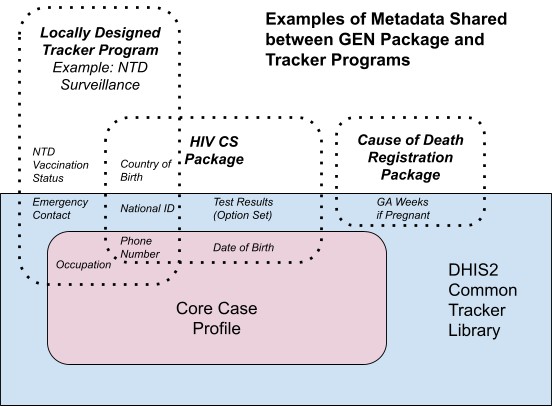 Examples of Metadata Shared
between GEN Package and
Tracker Programs
Locally Designed
Tracker Program
Example: NTD
Surveillance
HIV CS
Package
Cause of Death
Registration
Package
NTD
Vaccination
Status
Country of
Birth
Emergency
Contact
National ID
Test Results
(Option Set)
GA Weeks
if Pregnant
Phone
Number
Date of Birth
Occupation
Core Case
Profile
DHIS2
Common
Tracker
Library